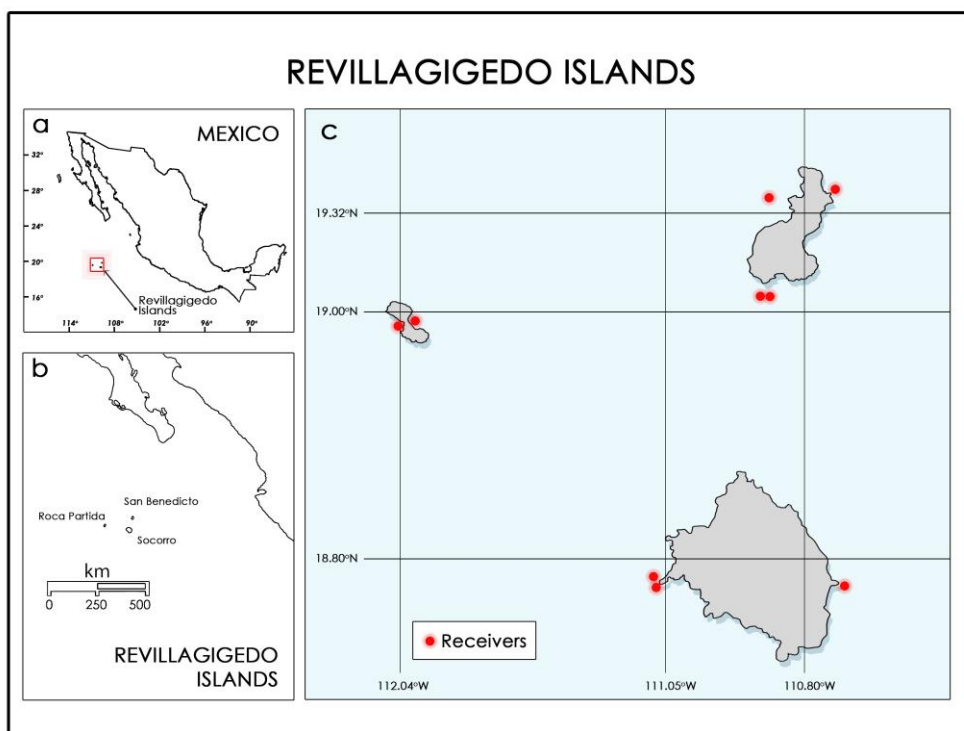 REVILLAGIGEDO ISLANDS
a
MEXICO
32°
28°
24°
20°
16°
Revillagigedo
Islands
114°
108°
102°
96°
90°
b
San Benedicto
Roca Partida
Socorro
km
0
250
500
REVILLAGIGEDO
ISLANDS
c
19.32°N
19.00°N
18.80°N
Receivers
112.04°W
111.05°W
110.80°W